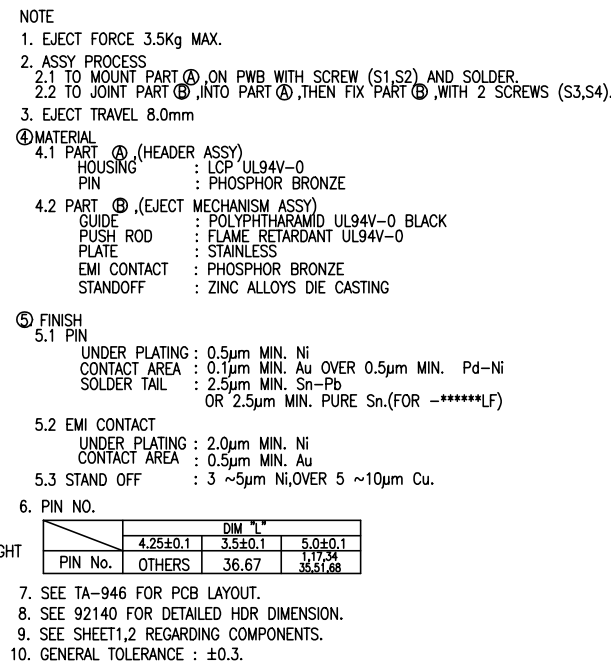 NOTE
1. EJECT FORCE 3.5Kg MAX.
2. ASSY PROCESS
2.1 TO MOUNT PART Ⓐ ,ON PWB WITH SCREW (S1,S2) AND SOLDER.
2.2 TO JOINT PART Ⓑ ,INTO PART Ⓐ ,THEN FIX PART Ⓑ ,WITH 2 SCREWS (S3,S4).
3. EJECT TRAVEL 8.0mm
④ MATERIAL
4.1 PART Ⓐ ,(HEADER ASSY)
HOUSING : LCP UL94V-0
PIN : PHOSPHOR BRONZE
4.2 PART Ⓑ ,(EJECT MECHANISM ASSY)
GUIDE : POLYPHTHARAMID UL94V-0 BLACK
PUSH ROD : FLAME RETARDANT UL94V-0
PLATE : STAINLESS
EMI CONTACT : PHOSPHOR BRONZE
STANDOFF : ZINC ALLOYS DIE CASTING
⑤ FINISH
5.1 PIN
UNDER PLATING : 0.5µm MIN. Ni
CONTACT AREA : 0.1µm MIN. Au OVER 0.5µm MIN. Pd-Ni
SOLDER TAIL : 2.5µm MIN. Sn-Pb
OR 2.5µm MIN. PURE Sn.(FOR -******LF)
5.2 EMI CONTACT
UNDER PLATING : 2.0µm MIN. Ni
CONTACT AREA : 0.5µm MIN. Au
5.3 STAND OFF : 3 ~5µm Ni,OVER 5 ~10µm Cu.
6. PIN NO.
DIM "L"
4.25±0.1 3.5±0.1 5.0±0.1
GHT
PIN No. OTHERS 36.67 1,17,34
35,51,68
7. SEE TA-946 FOR PCB LAYOUT.
8. SEE 92140 FOR DETAILED HDR DIMENSION.
9. SEE SHEET1,2 REGARDING COMPONENTS.
10. GENERAL TOLERANCE : ±0.3.